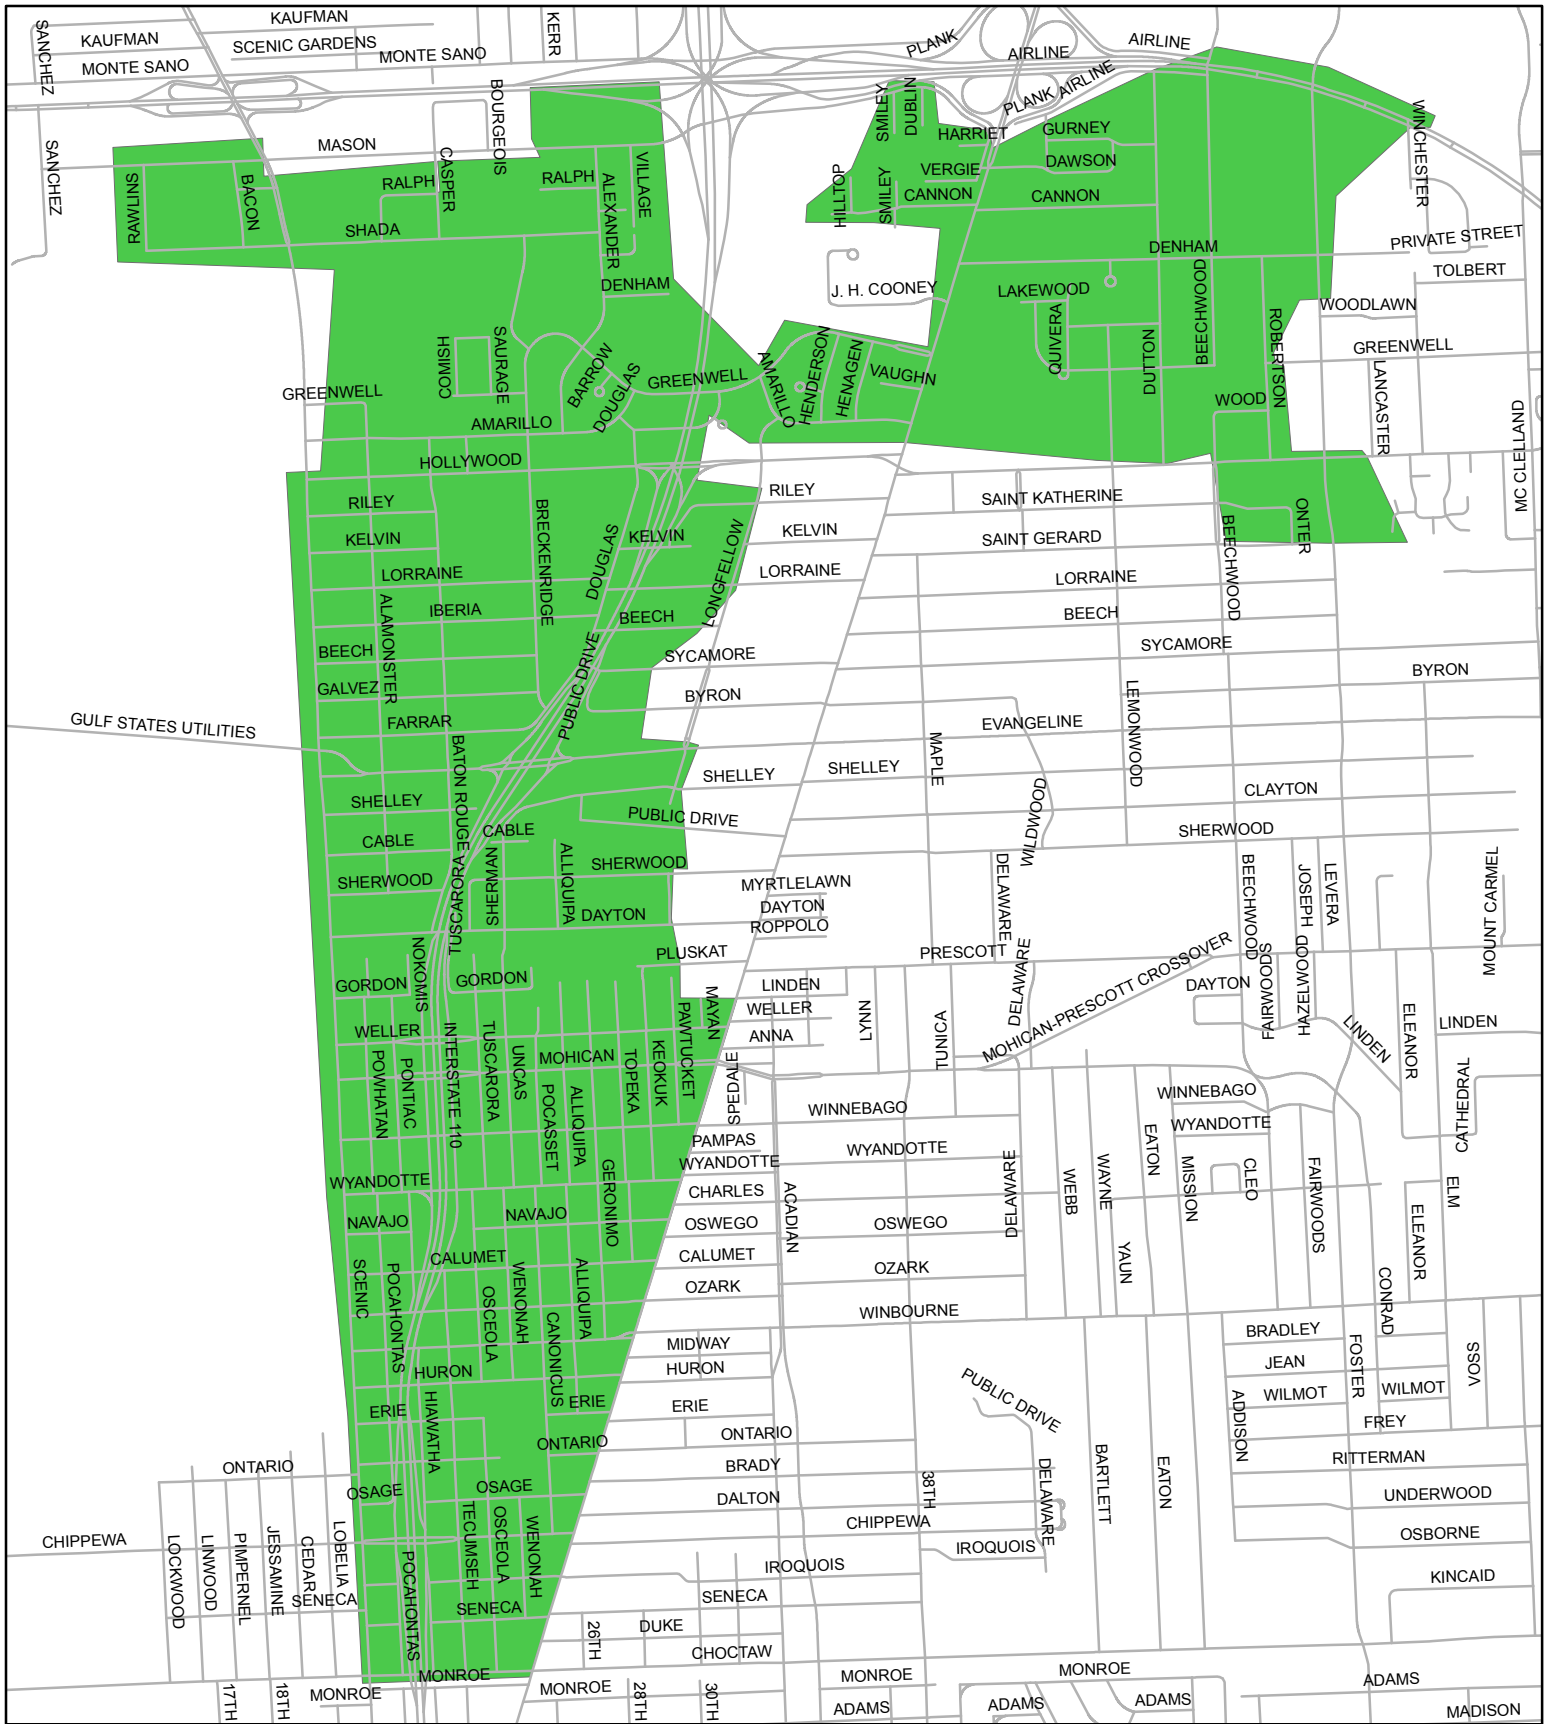 KAUFMAN
KERR
SANCHEZ
KAUFMAN
SCENIC GARDENS
MONTE SANO
PLANK
AIRLINE
AIRLINE
MONTE SANO
BOURGEOIS
SMILEY
DUBLIN
PLANK
AIRLINE
WINCHESTER
SANCHEZ
MASON
CASPER
HARRIET
GURNEY
VILLAGE
VERGIE
DAWSON
RAWLINS
BACON
RALPH
RALPH
ALEXANDER
HILLTOP
SMILEY
CANNON
CANNON
SHADA
DENHAM
PRIVATE STREET
TOLBERT
DENHAM
J. H. COONEY
LAKEWOOD
BEECHWOOD
WOODLAWN
COMISH
SAURAGE
BARROW
DOUGLAS
GREENWELL
AMARILLO
HENDERSON
HENAGEN
VAUGHN
QUIVERA
DUTTON
ROBERTSON
GREENWELL
LANCASTER
GREENWELL
AMARILLO
WOOD
MC CLELLAND
HOLLYWOOD
RILEY
BRECKENRIDGE
RILEY
SAINT KATHERINE
ONTER
KELVIN
DOUGLAS
KELVIN
LONGFELLOW
KELVIN
SAINT GERARD
BEECHWOOD
LORRAINE
LORRAINE
LORRAINE
ALAMONSTER
IBERIA
BEECH
BEECH
BEECH
PUBLIC DRIVE
SYCAMORE
SYCAMORE
GALVEZ
BYRON
LEMONWOOD
BYRON
GULF STATES UTILITIES
FARRAR
EVANGELINE
BATON ROUGE
MAPLE
SHELLEY
SHELLEY
SHELLEY
WILDWOOD
CLAYTON
PUBLIC DRIVE
CABLE
CABLE
SHERWOOD
SHERMAN
ALLIQUIPA
SHERWOOD
SHERWOOD
TUSCARORA
MYRTLELAWN
DELAWARE
BEECHWOOD
JOSEPH
LEVERA
MOUNT CARMEL
DAYTON
DAYTON
ROPPOLO
NOKOMIS
PLUSKAT
PRESCOTT
DELAWARE
MOHICAN-PRESCOTT CROSSOVER
FAIRWOODS
HAZELWOOD
GORDON
GORDON
MAYAN
LINDEN
DAYTON
WELLER
INTERSTATE 110
TUSCARORA
UNCAS
PAWTUCKET
WELLER
LYNN
TUNICA
LINDEN
ELEANOR
LINDEN
ANNA
POWHATAN
PONTIAC
MOHICAN
TOPEKA
KEOKUK
SPEDALE
CATHEDRAL
POCASSET
ALLIQUIPA
WINNEBAGO
WINNEBAGO
WYANDOTTE
PAMPAS
WYANDOTTE
EATON
WYANDOTTE
WYANDOTTE
GERONIMO
DELAWARE
WEBB
WAYNE
MISSION
CLEO
FAIRWOODS
ELM
CHARLES
ACADIAN
NAVAJO
NAVAJO
OSWEGO
OSWEGO
ELEANOR
CALUMET
CALUMET
YAUN
SCENIC
POCAHONTAS
OSCEOLA
WENONAH
ALLIQUIPA
OZARK
OZARK
CONRAD
CANONICUS
WINBOURNE
BRADLEY
MIDWAY
FOSTER
VOSS
HURON
HURON
JEAN
HIAWATHA
ERIE
ERIE
ERIE
PUBLIC DRIVE
ADDISON
WILMOT
WILMOT
FREY
ONTARIO
ONTARIO
BARTLETT
EATON
RITTERMAN
ONTARIO
BRADY
38TH
DELAWARE
OSAGE
OSAGE
DALTON
UNDERWOOD
TECUMSEH
OSCEOLA
WENONAH
CHIPPEWA
CHIPPEWA
OSBORNE
LOCKWOOD
LINWOOD
PIMPERNEL
JESSAMINE
CEDAR
LOBELIA
POCAHONTAS
IROQUOIS
IROQUOIS
KINCAID
SENECA
SENECA
SENECA
26TH
DUKE
CHOCTAW
MONROE
MONROE
MONROE
ADAMS
17TH
18TH
MONROE
MONROE
28TH
30TH
ADAMS
ADAMS
ADAMS
MADISON